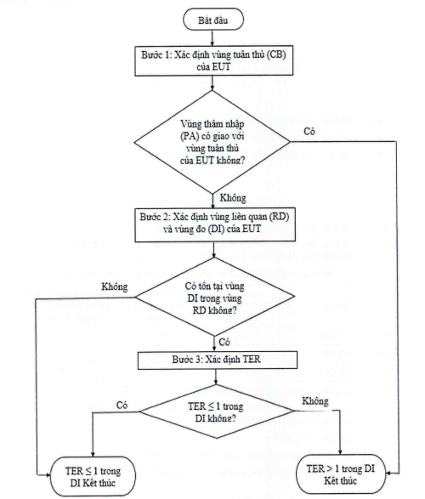 Bắt đầu
Bước 1: Xác định vùng tuân thủ (CB)
của EUT
Vùng thâm nhập
(PA) có giao với
vùng tuân thủ
của EUT không?
Có
Không
Bước 2: Xác định vùng liên quan (RD)
và vùng đo (DI) của EUT
Không
Có tồn tại vùng
DI trong vùng
RD không?
Có
Bước 3: Xác định TER
Có
TER ≤ 1 trong
DI không?
Không
TER ≤ 1 trong
DI Kết thúc
TER > 1 trong DI
Kết thúc